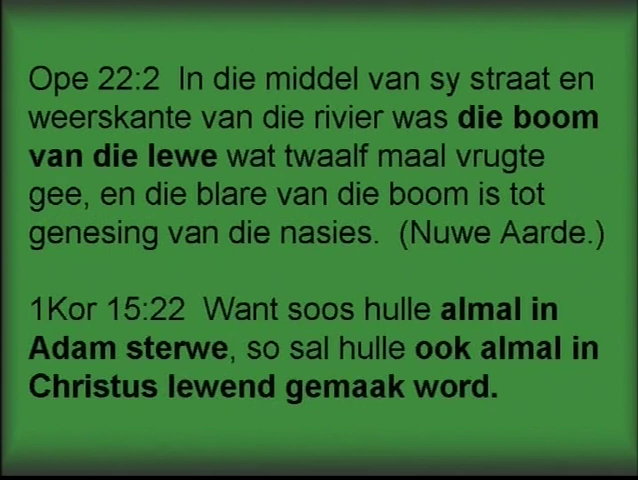 Ope 22:2  In die middel van sy straat en
weerskante van die rivier was die boom
van die lewe wat twaalf maal vrugte
gee, en die blare van die boom is tot
genesing van die nasies.  (Nuwe Aarde.)
1Kor 15:22  Want soos hulle almal in
Adam sterwe, so sal hulle ook almal in
Christus lewend gemaak word.